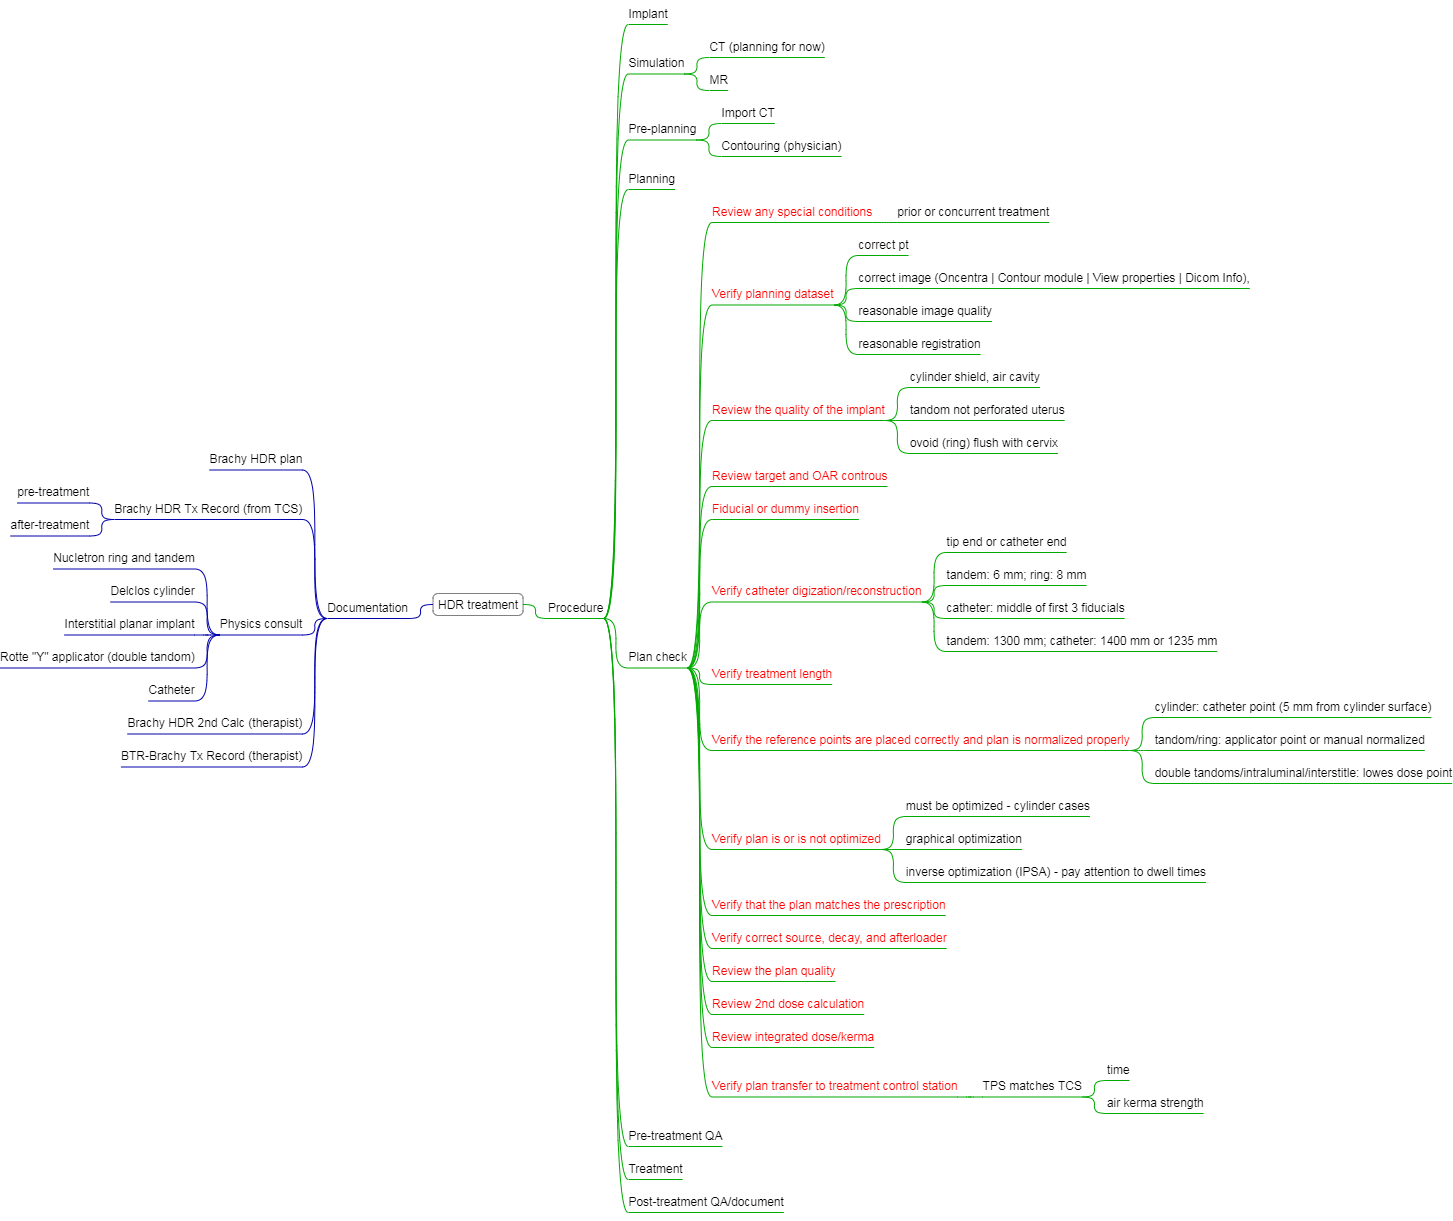 HDR treatment
Documentation
Brachy HDR plan
Brachy HDR Tx Record (from TCS)
pre-treatment
after-treatment
Physics consult
Nucletron ring and tandem
Delclos cylinder
Interstitial planar implant
Rotte "Y" applicator (double tandom)
Catheter
Brachy HDR 2nd Calc (therapist)
BTR-Brachy Tx Record (therapist)
Procedure
Implant
Simulation
CT (planning for now)
MR
Pre-planning
Import CT
Contouring (physician)
Planning
Plan check
Review any special conditions
prior or concurrent treatment
Verify planning dataset
correct pt
correct image (Oncentra | Contour module | View properties | Dicom Info),
reasonable image quality
reasonable registration
Review the quality of the implant
cylinder shield, air cavity
tandom not perforated uterus
ovoid (ring) flush with cervix
Review target and OAR controus
Fiducial or dummy insertion
Verify catheter digization/reconstruction
tip end or catheter end
tandem: 6 mm; ring: 8 mm
catheter: middle of first 3 fiducials
tandem: 1300 mm; catheter: 1400 mm or 1235 mm
Verify treatment length
Verify the reference points are placed correctly and plan is normalized properly
cylinder: catheter point (5 mm from cylinder surface)
tandom/ring: applicator point or manual normalized
double tandoms/intraluminal/interstitle: lowes dose point
Verify plan is or is not optimized
must be optimized - cylinder cases
graphical optimization
inverse optimization (IPSA) - pay attention to dwell times
Verify that the plan matches the prescription
Verify correct source, decay, and afterloader
Review the plan quality
Review 2nd dose calculation
Review integrated dose/kerma
Verify plan transfer to treatment control station
TPS matches TCS
time
air kerma strength
Pre-treatment QA
Treatment
Post-treatment QA/document